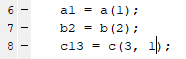 6 - a1 = a(1);
7 - b2 = b(2);
8 - c13 = c(3, 1);